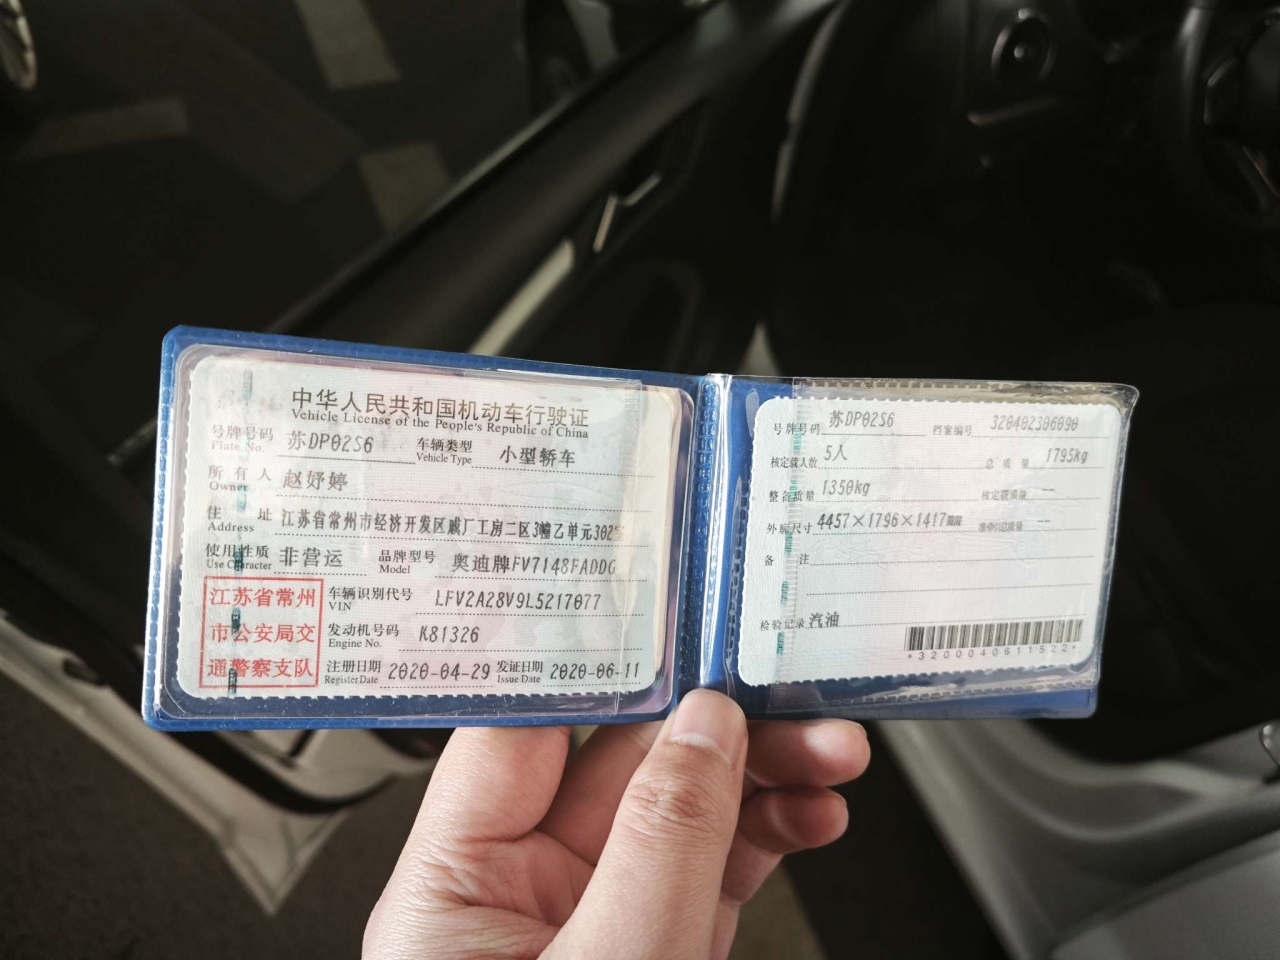 中华人民共和国机动车行驶证
Vehicle License of the People's Republic of China
号牌号码 苏DP02S6 车辆类型 小型轿车
Plate No. Vehicle Type
所有人 赵妤婷
Owner
住址 江苏省常州市经济开发区戚厂工房二区3幢乙单元302室
Address
使用性质 非营运 品牌型号 奥迪牌FV7148FADDG
Use Character Model
江苏省常州
市公安局交
通警察支队
车辆识别代号 LFV2A28V9L5217077
VIN
发动机号码 K81326
Engine No.
注册日期 2020-04-29 发证日期 2020-06-11
Register Date Issue Date
号牌号码 苏DP02S6 档案编号 320402306090
核定载人数 5人 总质量 1795kg
整备质量 1350kg 核定载质量 --
外廓尺寸 4457×1796×1417 准牵引总质量 --
备注
检验记录 汽油
*3200040611522*